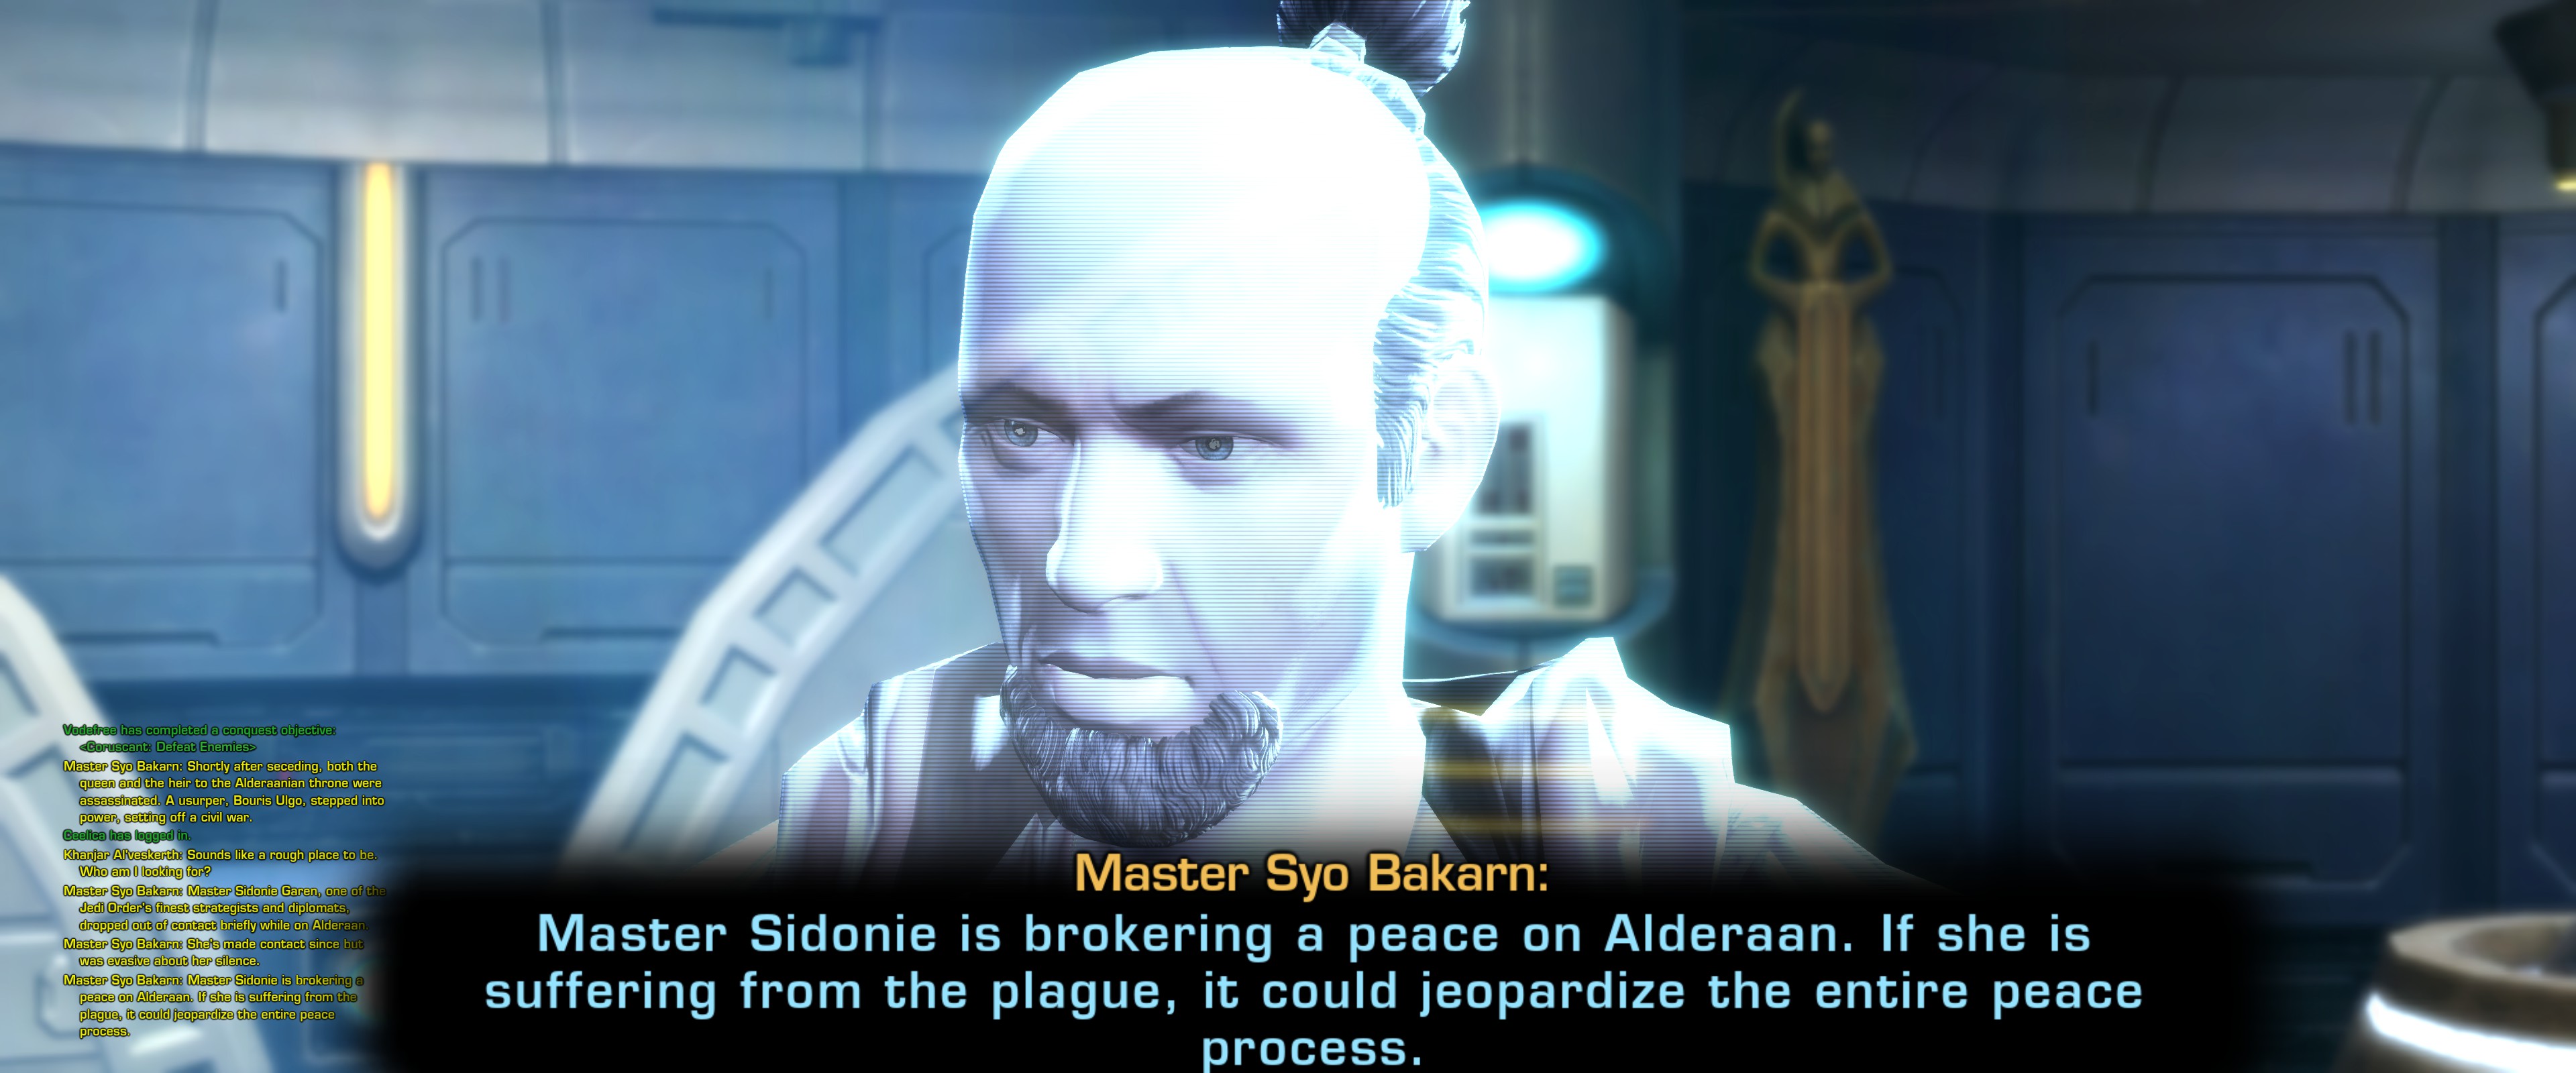 Vodefree has completed a conquest objective:
<Coruscant: Defeat Enemies>
Master Syo Bakarn: Shortly after seceding, both the
queen and the heir to the Alderaanian throne were
assassinated. A usurper, Bouris Ulgo, stepped into
power, setting off a civil war.
Ceelica has logged in.
Khanjar Al'veskerth: Sounds like a rough place to be.
Who am I looking for?
Master Syo Bakarn: Master Sidonie Garen, one of the
Jedi Order's finest strategists and diplomats,
dropped out of contact briefly while on Alderaan.
Master Syo Bakarn: She's made contact since but
was evasive about her silence.
Master Syo Bakarn: Master Sidonie is brokering a
peace on Alderaan. If she is suffering from the
plague, it could jeopardize the entire peace
process.
Master Syo Bakarn:
Master Sidonie is brokering a peace on Alderaan. If she is
suffering from the plague, it could jeopardize the entire peace
process.